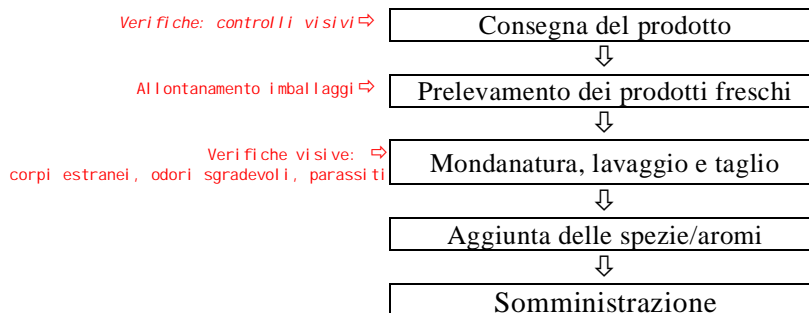 Verifiche: controlli visivi⇨ Consegna del prodotto
⇩
Allontanamento imballaggi⇨ Prelevamento dei prodotti freschi
⇩
Verifiche visive: ⇨
corpi estranei, odori sgradevoli, parassiti
Mondanatura, lavaggio e taglio
⇩
Aggiunta delle spezie/aromi
⇩
Somministrazione